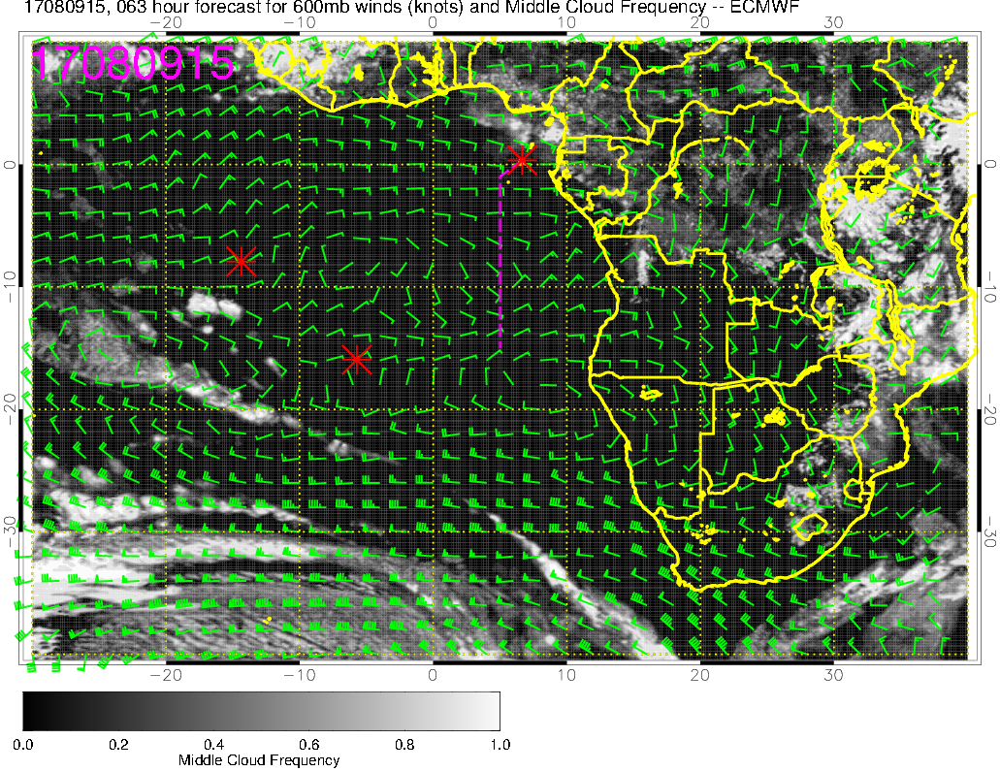 17080915, 063 hour forecast for 600mb winds (knots) and Middle Cloud Frequency -- ECMWF
−20 −10 0 10 20 30
17080915
0 0
−10 −10
−20 −20
−30 −30
−20 −10 0 10 20 30
0.0 0.2 0.4 0.6 0.8 1.0
Middle Cloud Frequency